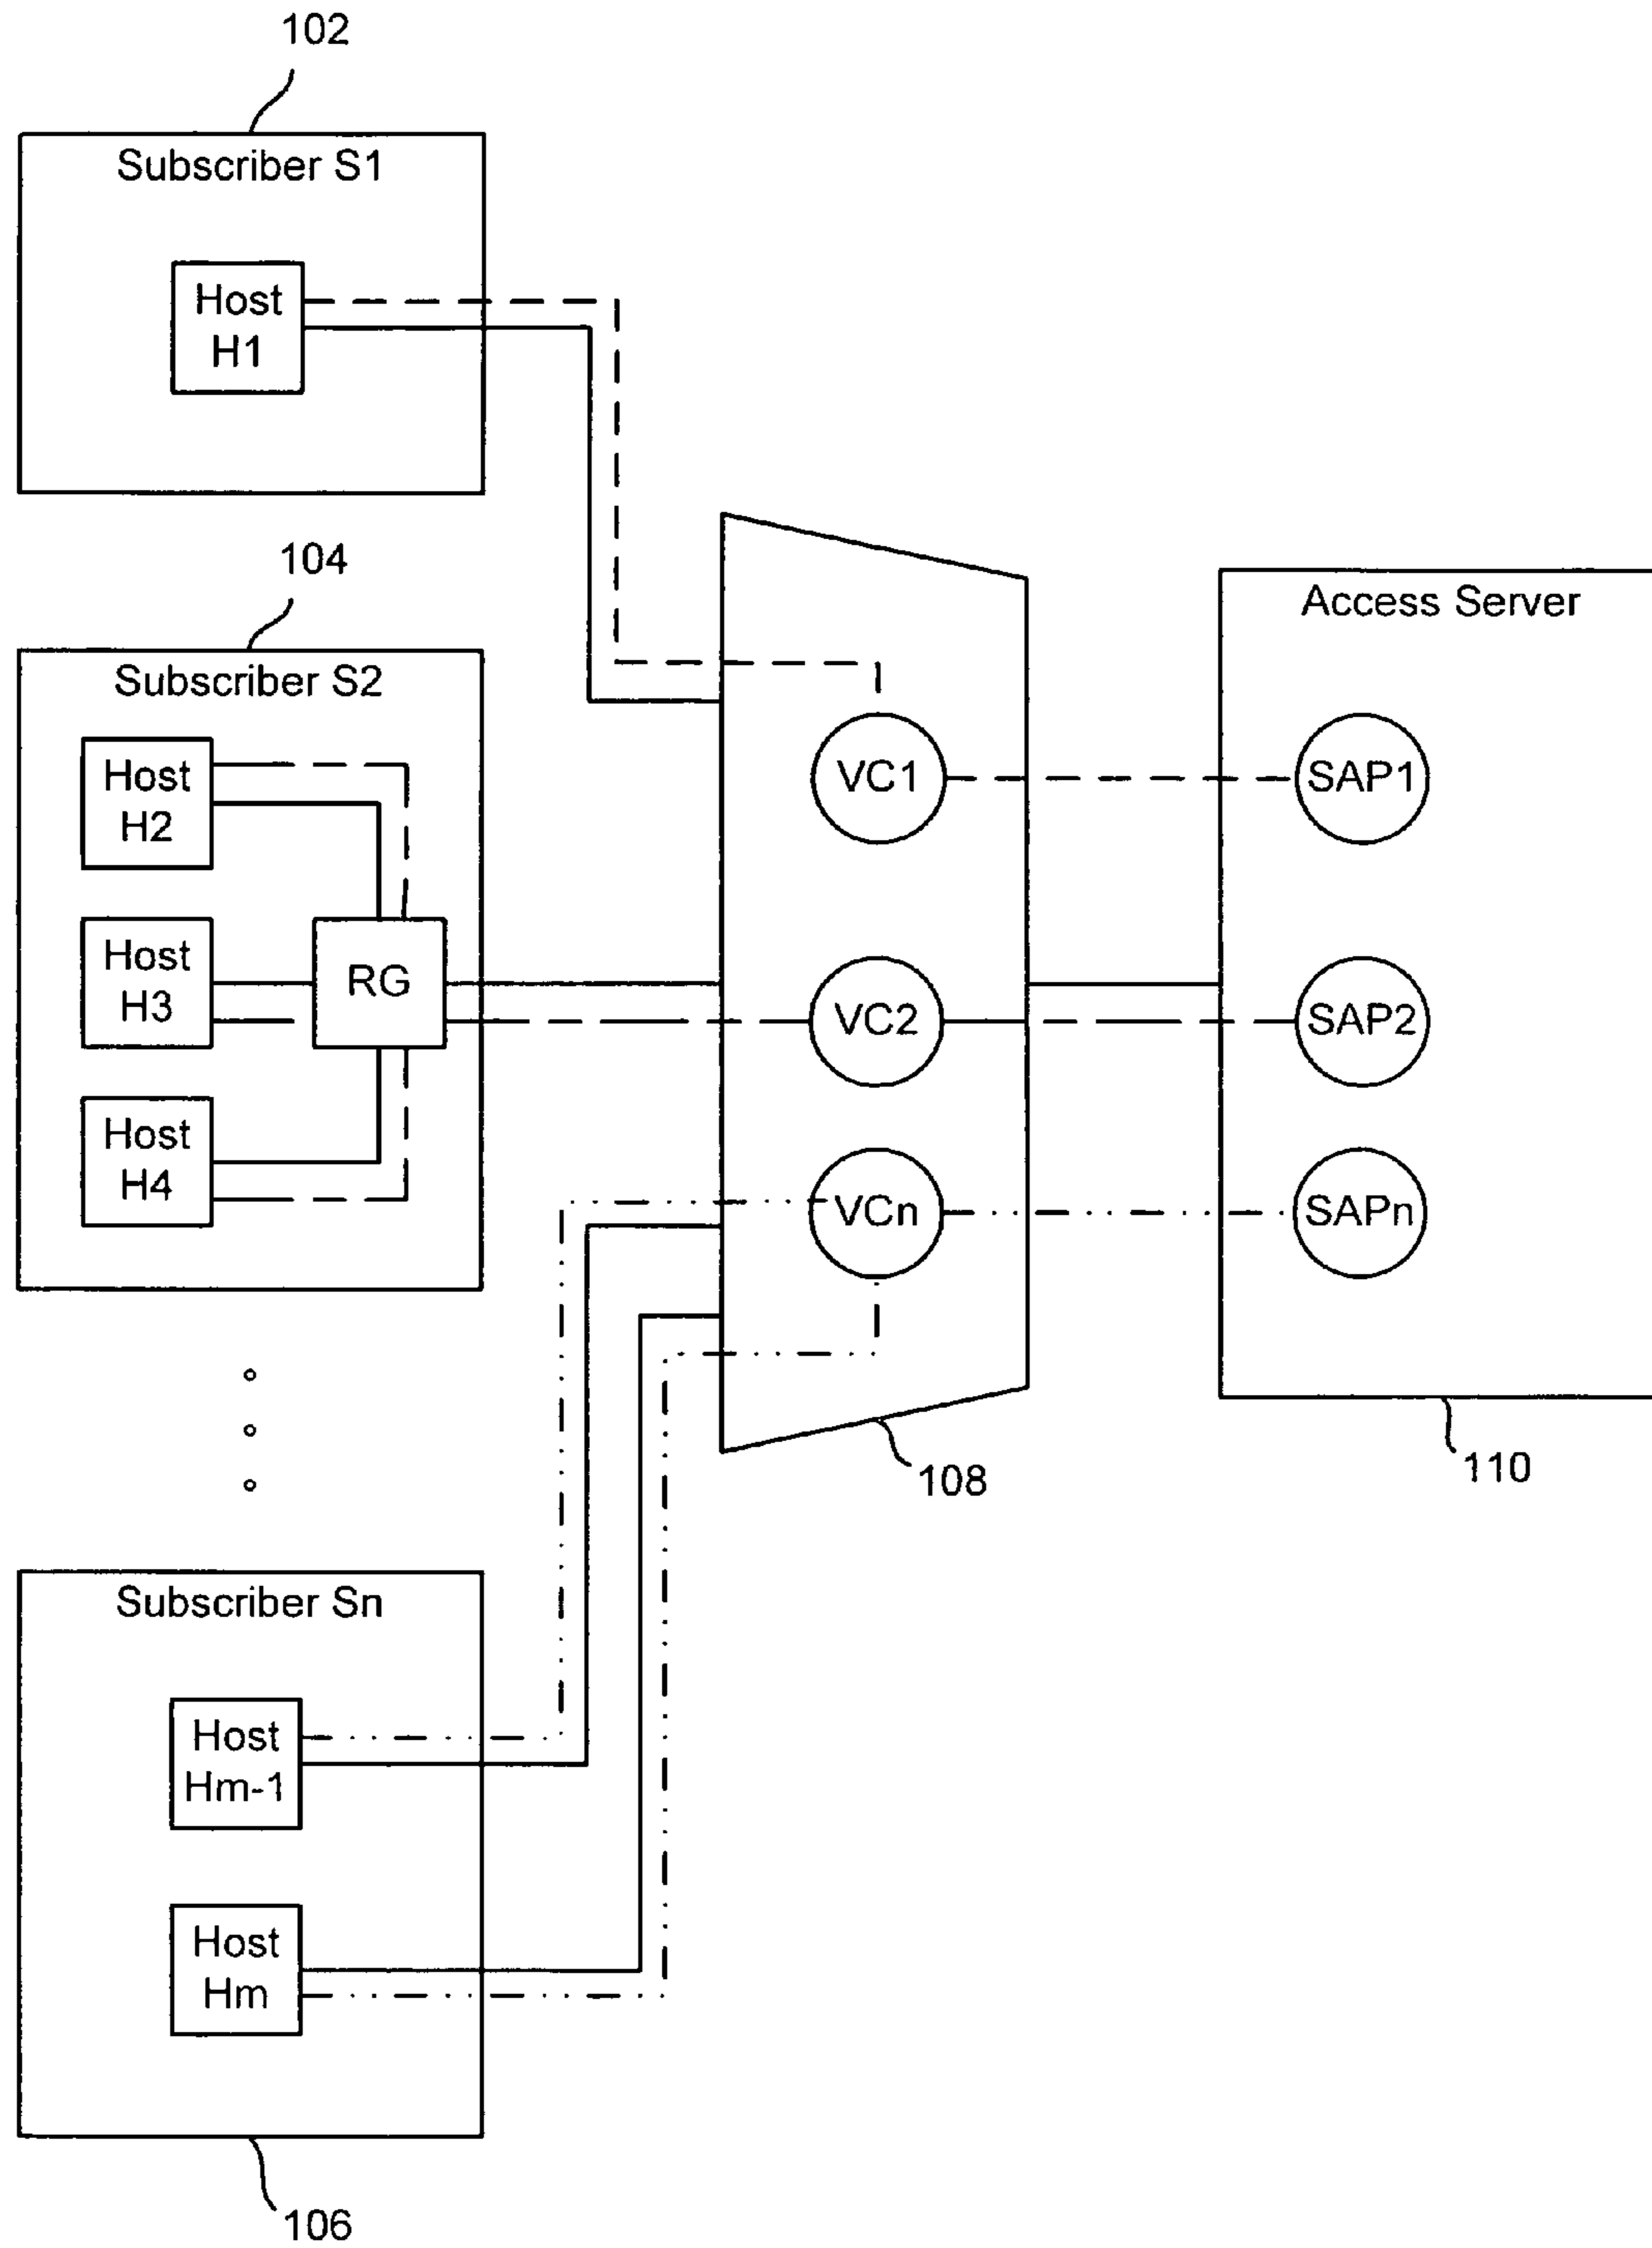 102
Subscriber S1
Host
H1
104
Subscriber S2
Host
H2
Host
H3
RG
Host
H4
VC1
VC2
VCn
108
Access Server
SAP1
SAP2
SAPn
110
Subscriber Sn
Host
Hm-1
Host
Hm
106